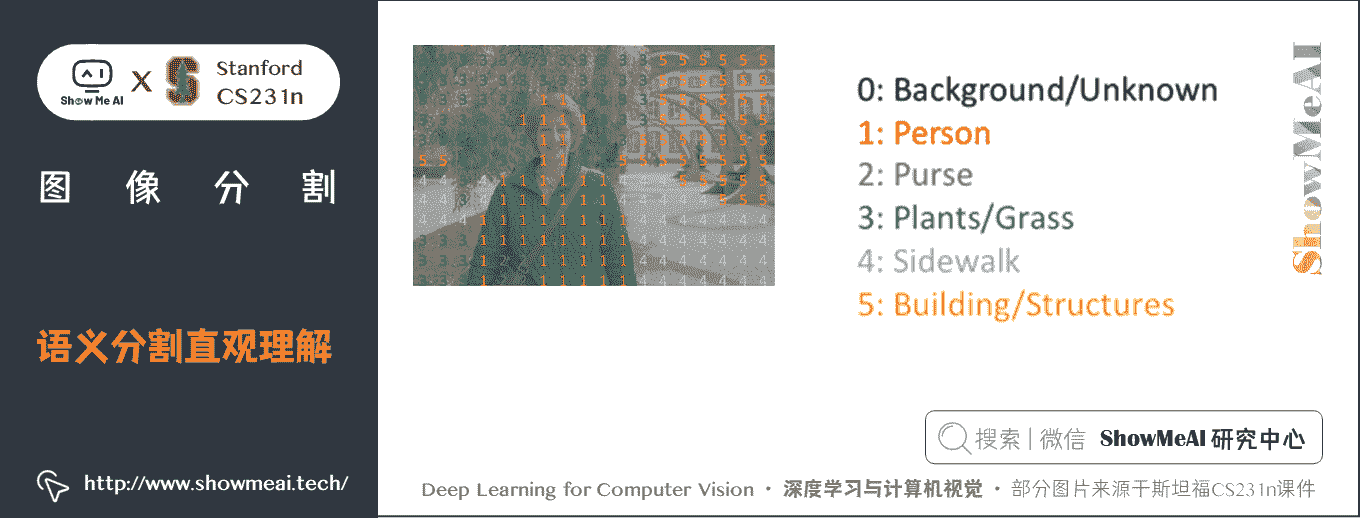 Show Me AI
X
Stanford
CS231n
图像分割
语义分割直观理解
http://www.showmeai.tech/
0: Background/Unknown
1: Person
2: Purse
3: Plants/Grass
4: Sidewalk
5: Building/Structures
ShowMeAI
搜索 | 微信 ShowMeAI 研究中心
Deep Learning for Computer Vision · 深度学习与计算机视觉 · 部分图片来源于斯坦福CS231n课件